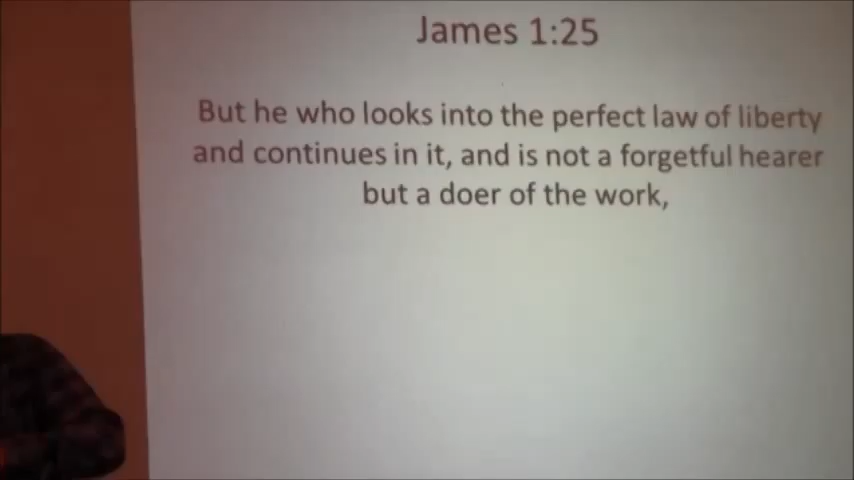 James 1:25
But he who looks into the perfect law of liberty
and continues in it, and is not a forgetful hearer
but a doer of the work,